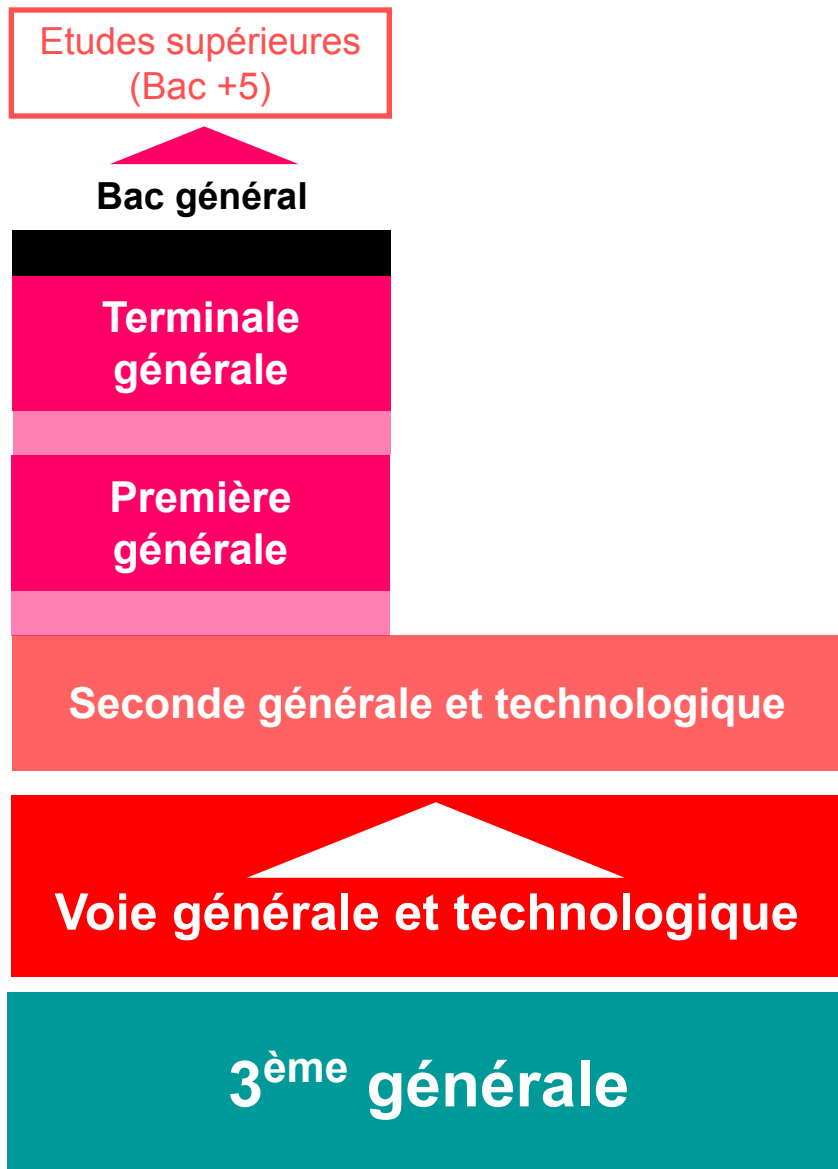 Etudes supérieures
(Bac +5)
Bac général
Terminale
générale
Première
générale
Seconde générale et technologique
Voie générale et technologique
3ème générale